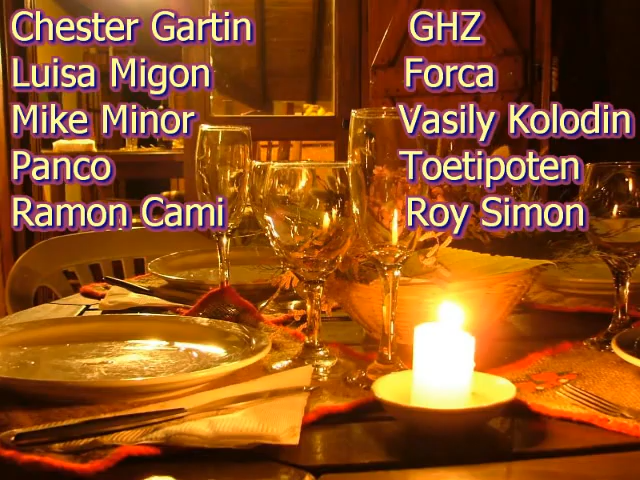 Chester Gartin
Luisa Migon
Mike Minor
Panco
Ramon Cami
GHZ
Forca
Vasily Kolodin
Toetipoten
Roy Simon